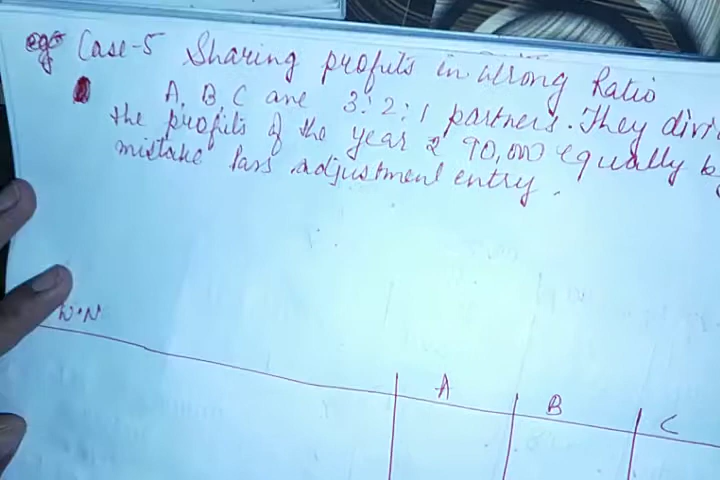 eg Case-5 Sharing profits in wrong Ratio
A, B, C are 3:2:1 partners. They divi
the profits of the year ₹ 90,000 equally b
mistake Pass adjustment entry.
W.N
A B C